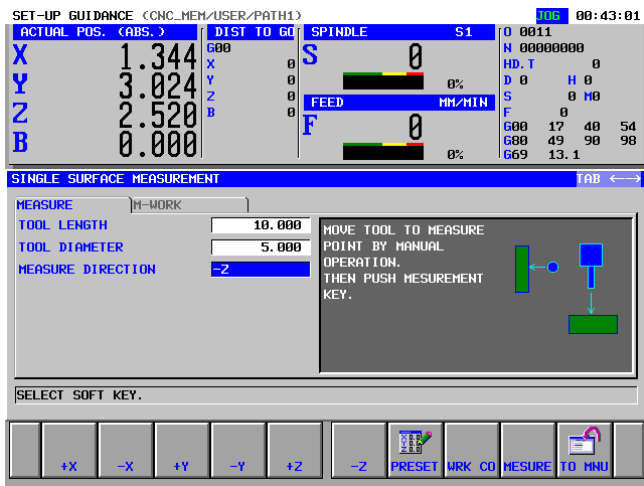 SET-UP GUIDANCE (CNC_MEM/USER/PATH1) JOG 00:43:01
ACTUAL POS. (ABS.) DIST TO GO SPINDLE S1 O 0011
G00 N 00000000
X 1.344 X 0 S 0 HD.T 0
Y 3.024 Y 0 0% D 0 H 0
Z 2.520 Z 0 FEED MM/MIN S 0 M0
B 0.000 B 0 F 0 F 0
G00 17 40 54
G80 49 90 98
0% G69 13.1
SINGLE SURFACE MEASUREMENT TAB ←→
MEASURE M-WORK
TOOL LENGTH 10.000
TOOL DIAMETER 5.000
MEASURE DIRECTION -Z
MOVE TOOL TO MEASURE
POINT BY MANUAL
OPERATION.
THEN PUSH MESUREMENT
KEY.
SELECT SOFT KEY.
+X -X +Y -Y +Z -Z PRESET WRK CO MESURE TO MNU